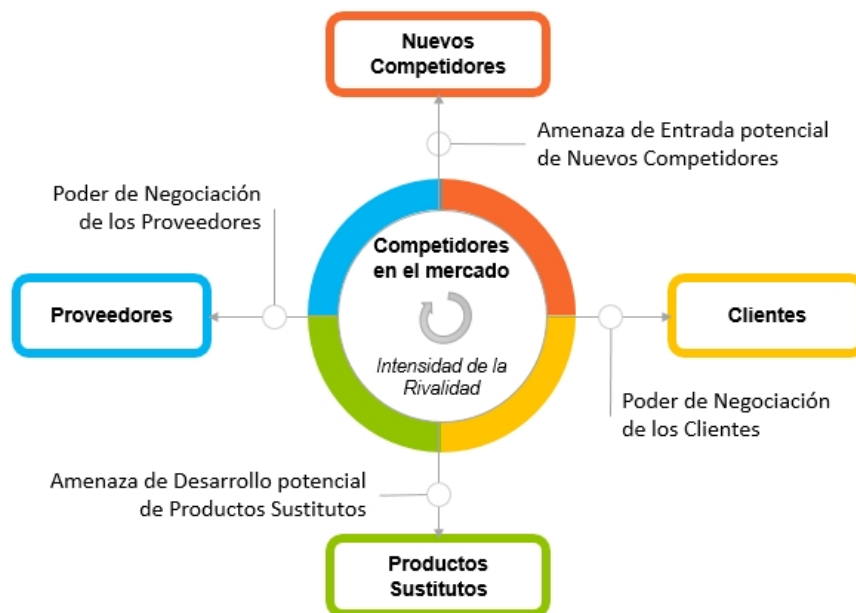 Nuevos
Competidores
Amenaza de Entrada potencial
de Nuevos Competidores
Poder de Negociación
de los Proveedores
Competidores
en el mercado
Proveedores
Clientes
Intensidad de la
Rivalidad
Poder de Negociación
de los Clientes
Amenaza de Desarrollo potencial
de Productos Sustitutos
Productos
Sustitutos